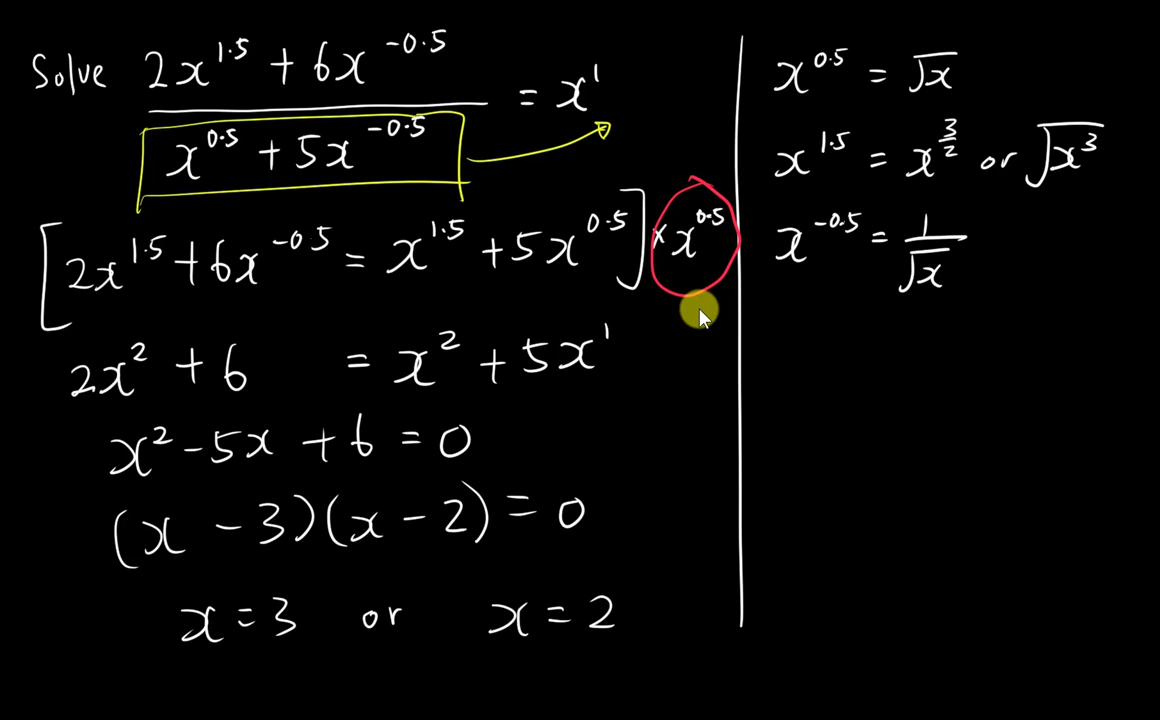 Solve (2x^1.5 + 6x^-0.5)/(x^0.5 + 5x^-0.5) = x^1
[2x^1.5 + 6x^-0.5 = x^1.5 + 5x^0.5] × x^0.5
2x^2 + 6 = x^2 + 5x^1
x^2 - 5x + 6 = 0
(x - 3)(x - 2) = 0
x = 3 or x = 2
x^0.5 = √x
x^1.5 = x^(3/2) or √x^3
x^-0.5 = 1/√x